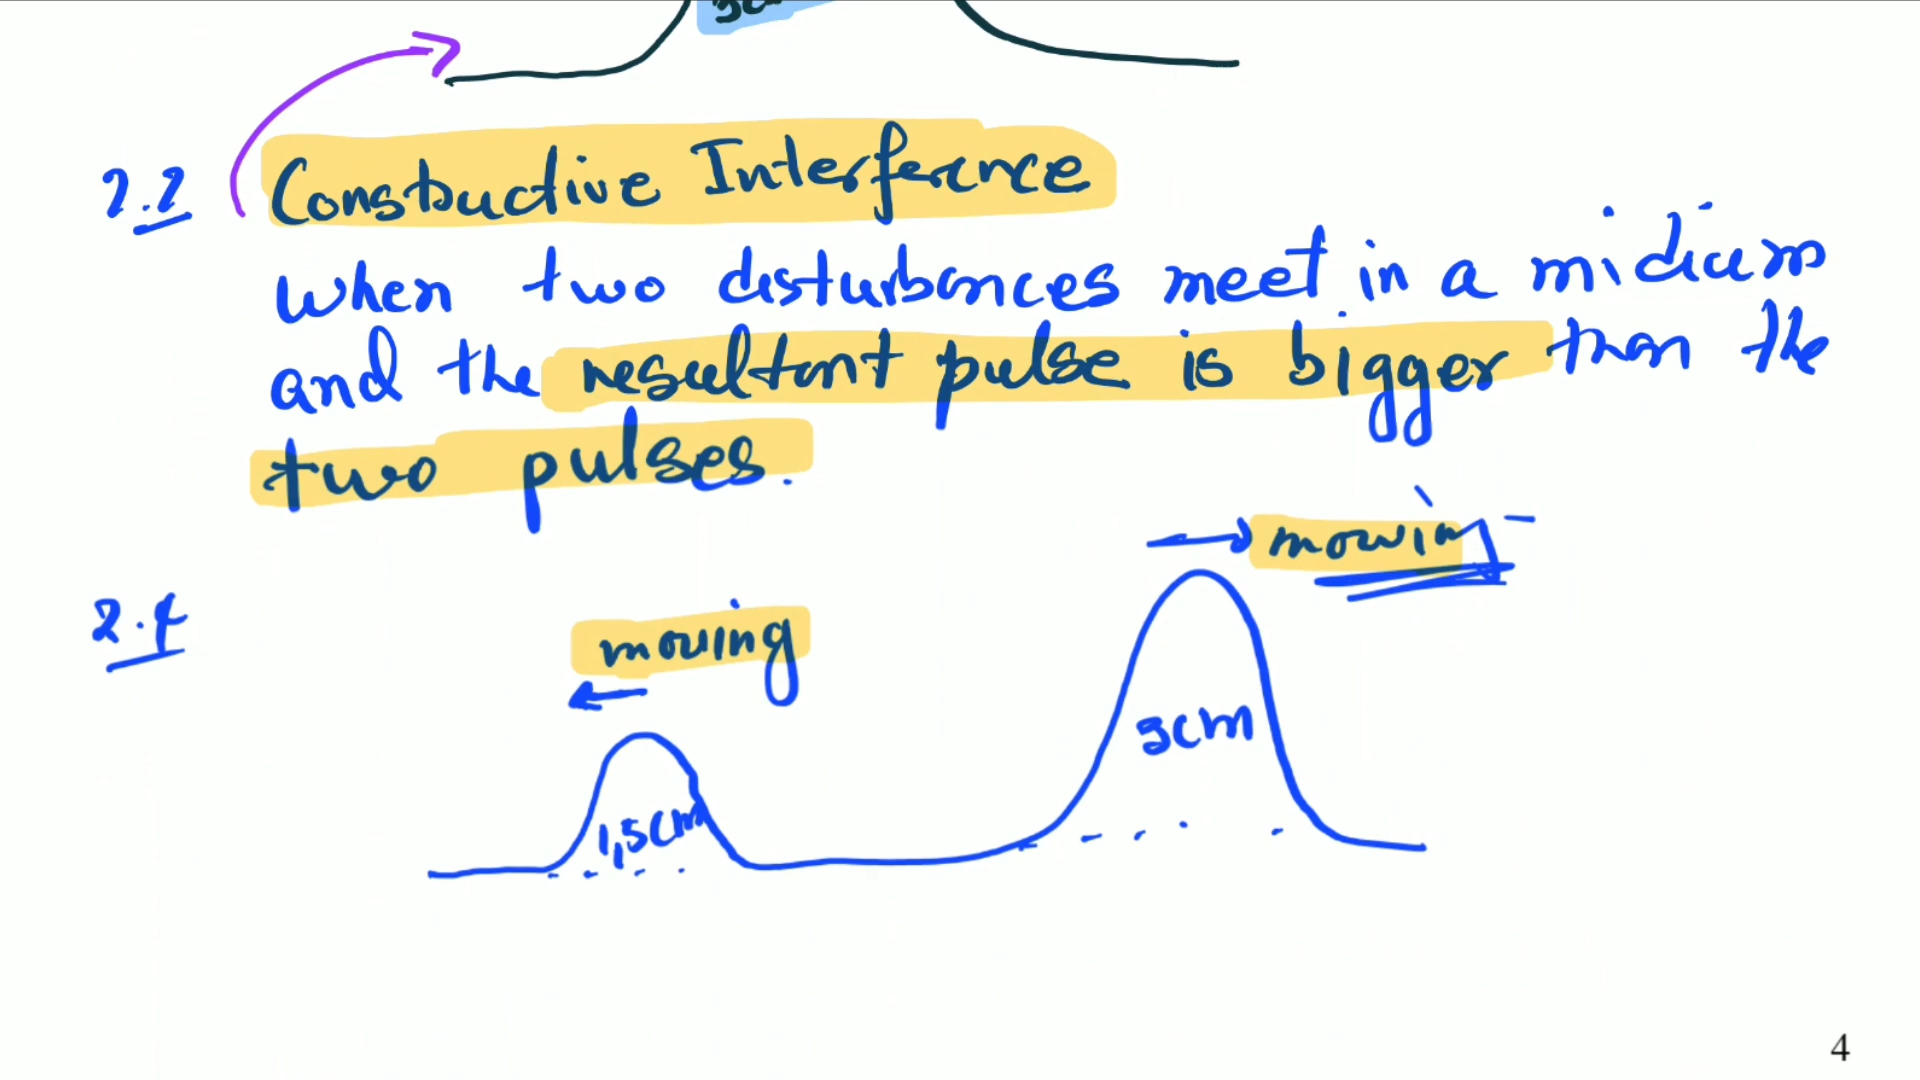 2.2 Constructive Interference
when two disturbances meet in a midium
and the resultant pulse is bigger than the
two pulses.
moving
2.4
moving
3cm
1,5cm
4